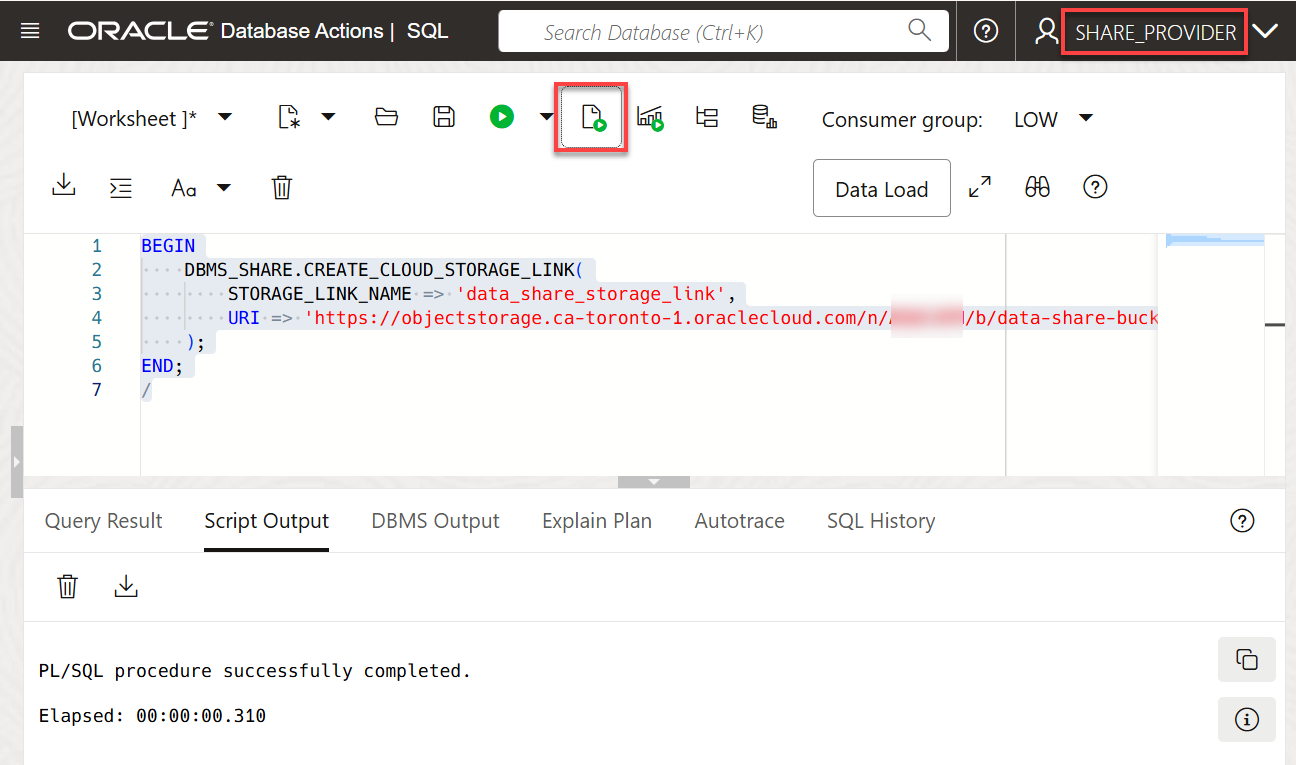 ORACLE Database Actions | SQL
Search Database (Ctrl+K)
SHARE_PROVIDER
[Worksheet ]*
Consumer group: LOW
Aa
Data Load
1 BEGIN
2 DBMS_SHARE.CREATE_CLOUD_STORAGE_LINK(
3 STORAGE_LINK_NAME => 'data_share_storage_link',
4 URI => 'https://objectstorage.ca-toronto-1.oraclecloud.com/n/ /b/data-share-buck
5 );
6 END;
7 /
Query Result Script Output DBMS Output Explain Plan Autotrace SQL History
PL/SQL procedure successfully completed.
Elapsed: 00:00:00.310